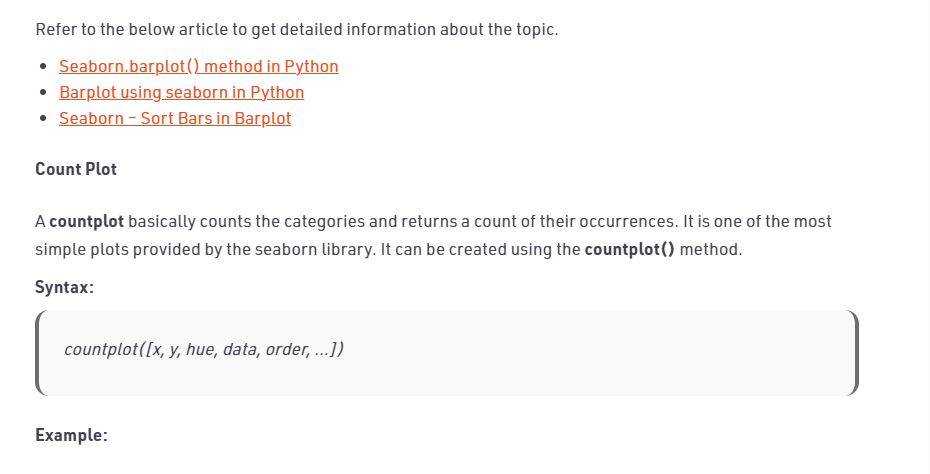 Refer to the below article to get detailed information about the topic.
Seaborn.barplot() method in Python
Barplot using seaborn in Python
Seaborn – Sort Bars in Barplot
Count Plot
A countplot basically counts the categories and returns a count of their occurrences. It is one of the most
simple plots provided by the seaborn library. It can be created using the countplot() method.
Syntax:
countplot([x, y, hue, data, order, …])
Example: